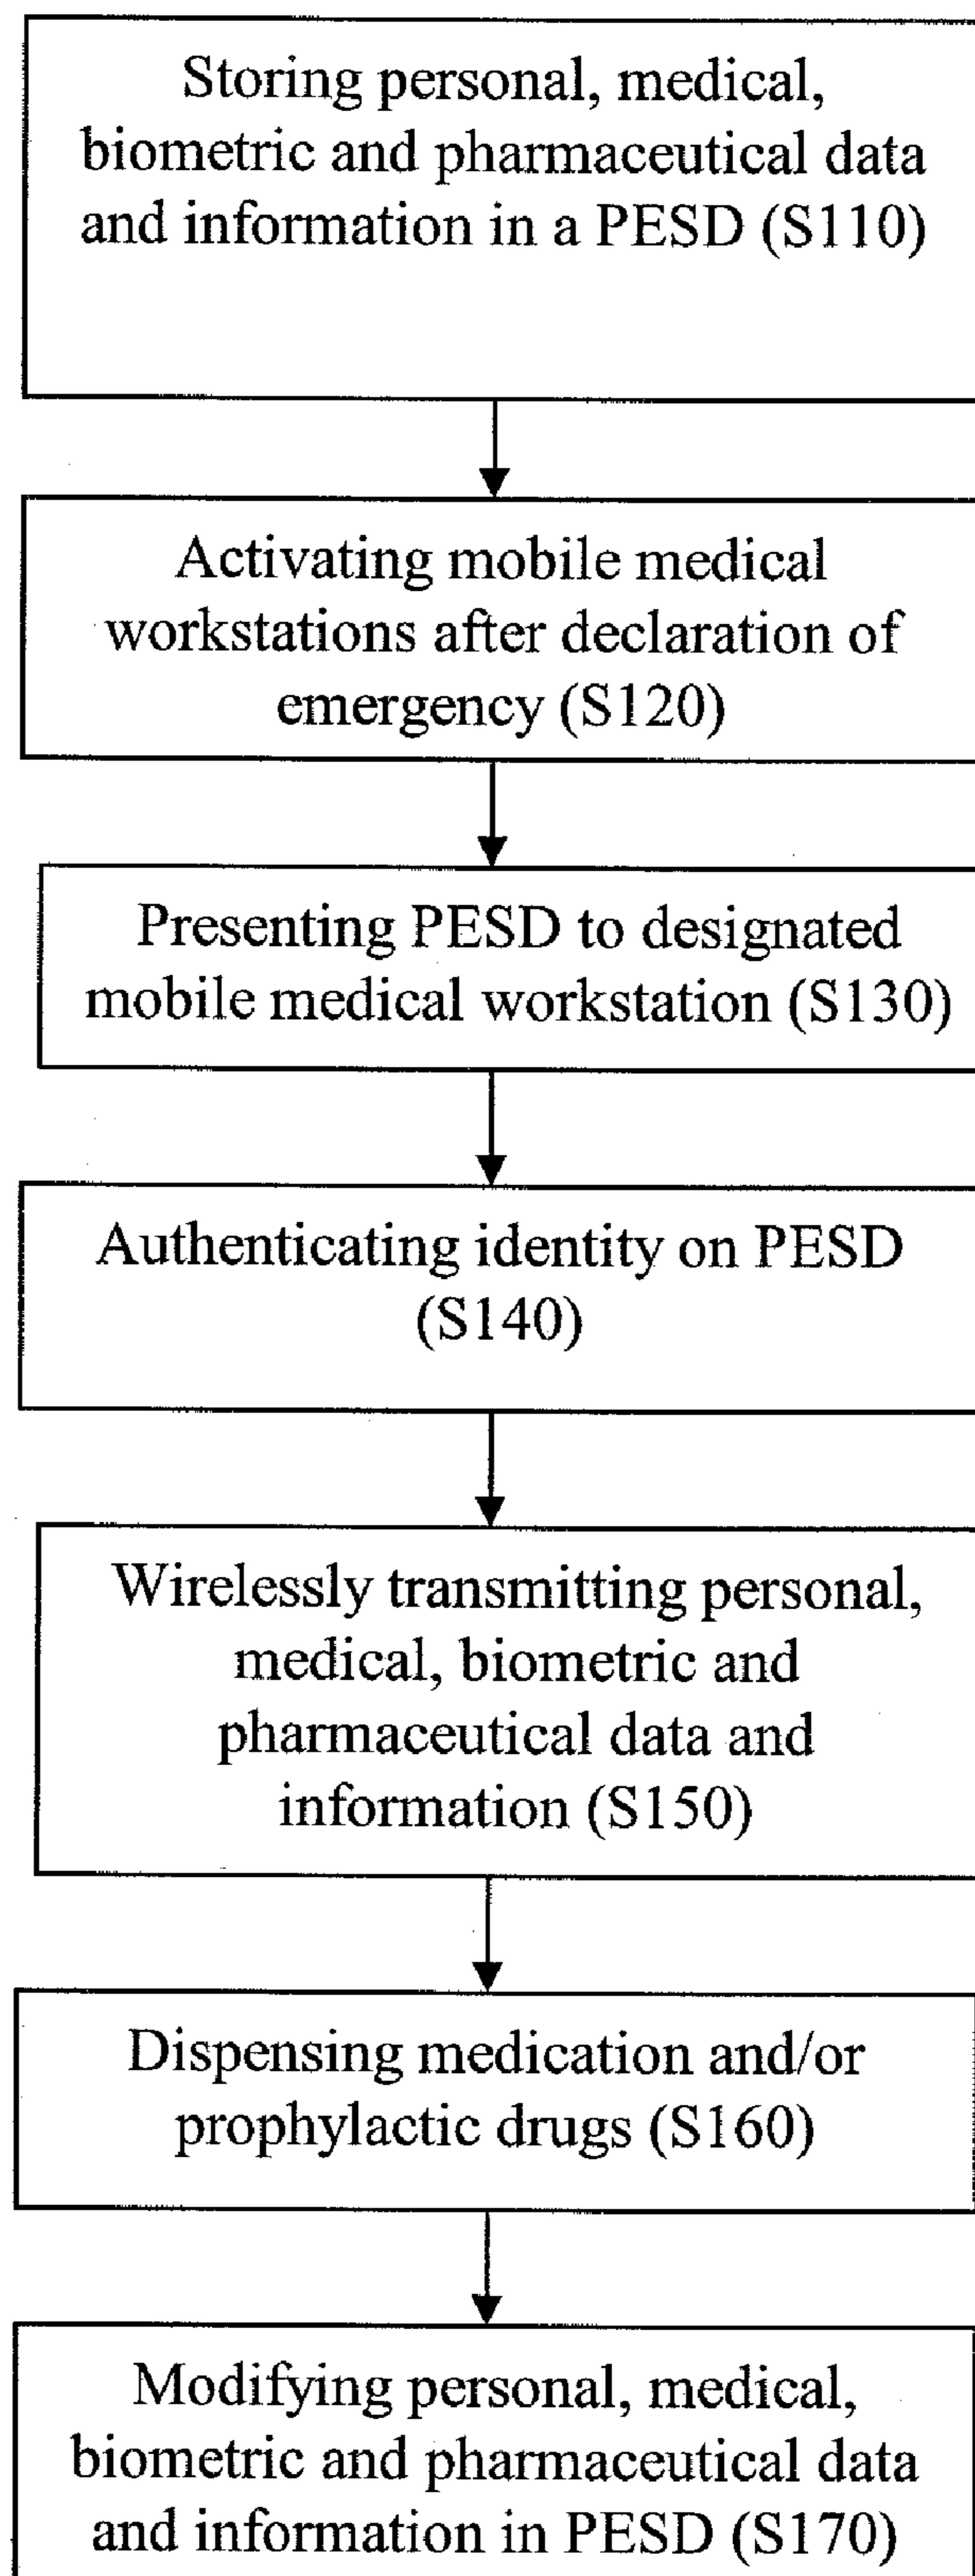 Storing personal, medical,
biometric and pharmaceutical data
and information in a PESD (S110)
Activating mobile medical
workstations after declaration of
emergency (S120)
Presenting PESD to designated
mobile medical workstation (S130)
Authenticating identity on PESD
(S140)
Wirelessly transmitting personal,
medical, biometric and
pharmaceutical data and
information (S150)
Dispensing medication and/or
prophylactic drugs (S160)
Modifying personal, medical,
biometric and pharmaceutical data
and information in PESD (S170)